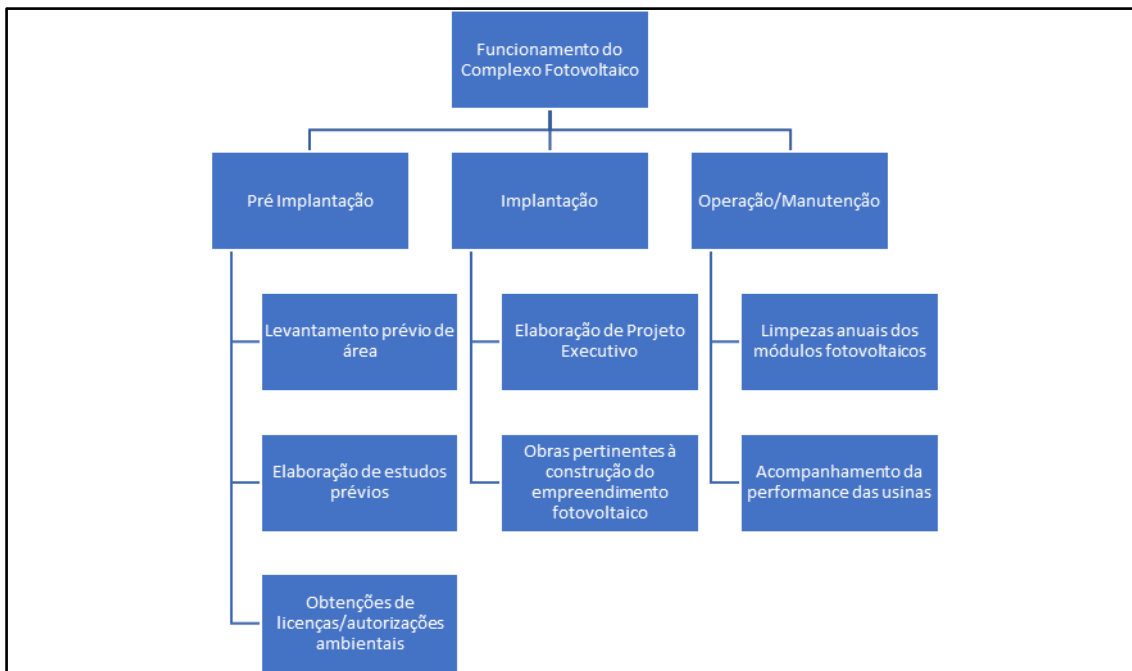 Funcionamento do
Complexo Fotovoltaico
Pré Implantação
Implantação
Operação/Manutenção
Levantamento prévio de
área
Elaboração de Projeto
Executivo
Limpezas anuais dos
módulos fotovoltaicos
Elaboração de estudos
prévios
Obras pertinentes à
construção do
empreendimento
fotovoltaico
Acompanhamento da
performance das usinas
Obtenções de
licenças/autorizações
ambientais